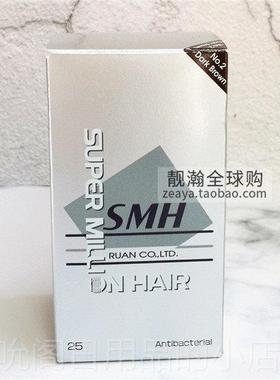 No.2
Dark Brown
靓瀚全球购
zeaya.taobao.com
SUPER MILLION HAIR
SMH
RUAN CO.,LTD.
25 Antibacterial